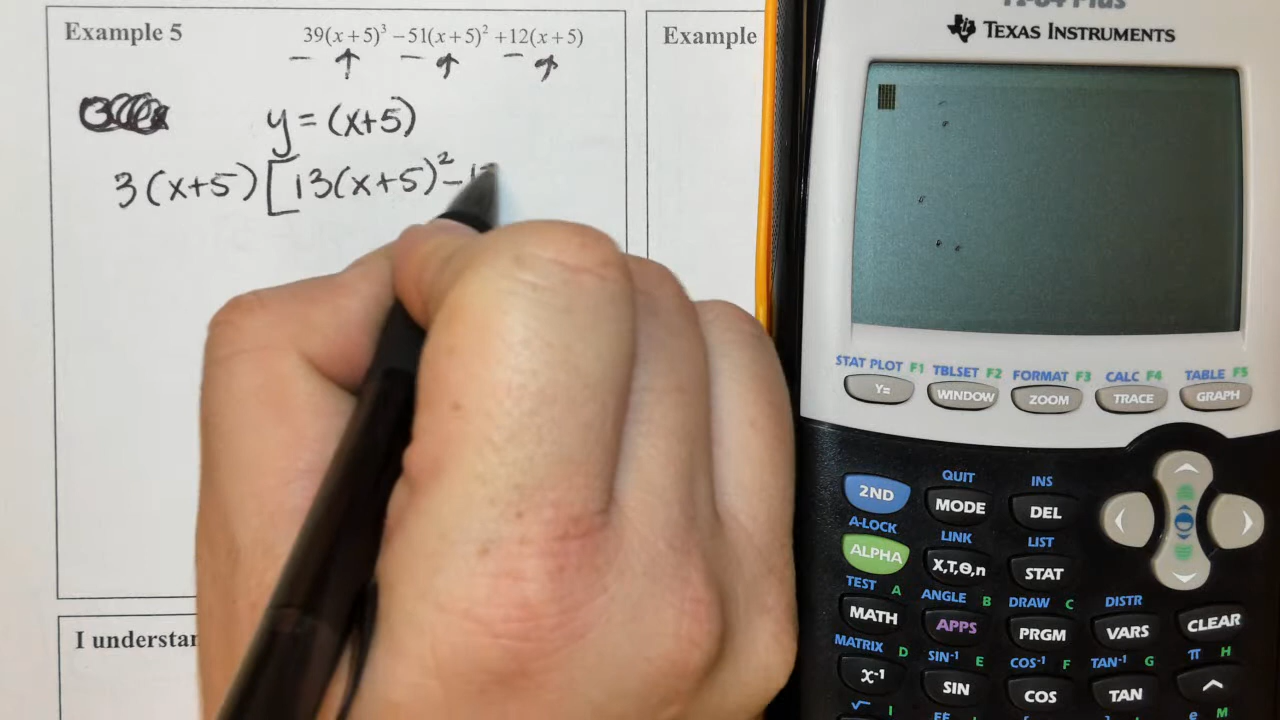 Example 5
39(x+5)³ −51(x+5)² +12(x+5)
y = (x+5)
3(x+5)[13(x+5)²−1
I understan
Example
TEXAS INSTRUMENTS
STAT PLOT F1 TBLSET F2 FORMAT F3 CALC F4 TABLE F5
Y= WINDOW ZOOM TRACE GRAPH
QUIT INS
2ND MODE DEL
A-LOCK LINK LIST
ALPHA X,T,Θ,n STAT
TEST A ANGLE B DRAW C DISTR
MATH APPS PRGM VARS CLEAR
MATRIX D SIN⁻¹ E COS⁻¹ F TAN⁻¹ G π H
x⁻¹ SIN COS TAN ^
√ I EE J